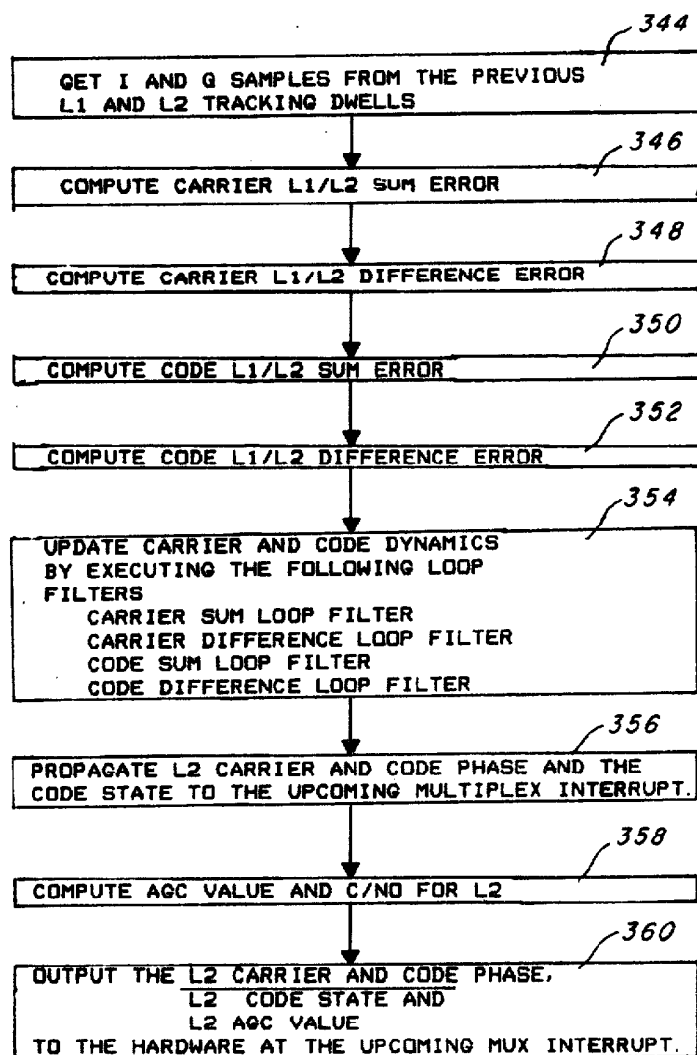 344
GET I AND G SAMPLES FROM THE PREVIOUS
L1 AND L2 TRACKING DWELLS
346
COMPUTE CARRIER L1/L2 SUM ERROR
348
COMPUTE CARRIER L1/L2 DIFFERENCE ERROR
350
COMPUTE CODE L1/L2 SUM ERROR
352
COMPUTE CODE L1/L2 DIFFERENCE ERROR
354
UPDATE CARRIER AND CODE DYNAMICS
BY EXECUTING THE FOLLOWING LOOP
FILTERS
CARRIER SUM LOOP FILTER
CARRIER DIFFERENCE LOOP FILTER
CODE SUM LOOP FILTER
CODE DIFFERENCE LOOP FILTER
356
PROPAGATE L2 CARRIER AND CODE PHASE AND THE
CODE STATE TO THE UPCOMING MULTIPLEX INTERRUPT.
358
COMPUTE AGC VALUE AND C/NO FOR L2
360
OUTPUT THE L2 CARRIER AND CODE PHASE,
L2 CODE STATE AND
L2 AGC VALUE
TO THE HARDWARE AT THE UPCOMING MUX INTERRUPT.